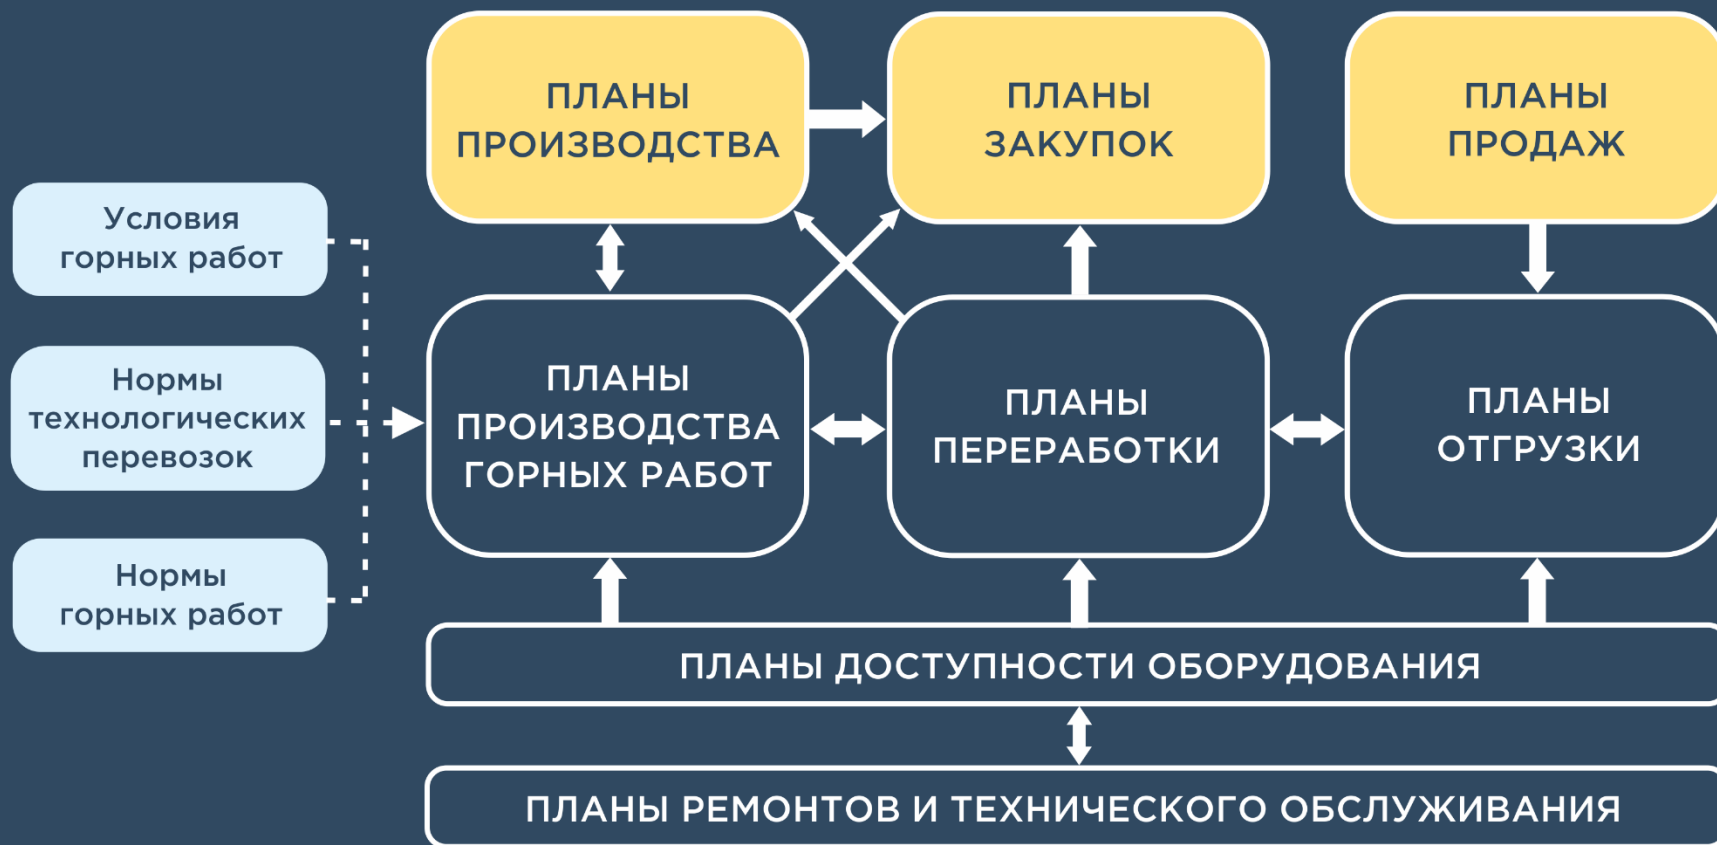 ПЛАНЫ
ПРОИЗВОДСТВА
ПЛАНЫ
ЗАКУПОК
ПЛАНЫ
ПРОДАЖ
Условия
горных работ
Нормы
технологических
перевозок
Нормы
горных работ
ПЛАНЫ
ПРОИЗВОДСТВА
ГОРНЫХ РАБОТ
ПЛАНЫ
ПЕРЕРАБОТКИ
ПЛАНЫ
ОТГРУЗКИ
ПЛАНЫ ДОСТУПНОСТИ ОБОРУДОВАНИЯ
ПЛАНЫ РЕМОНТОВ И ТЕХНИЧЕСКОГО ОБСЛУЖИВАНИЯ